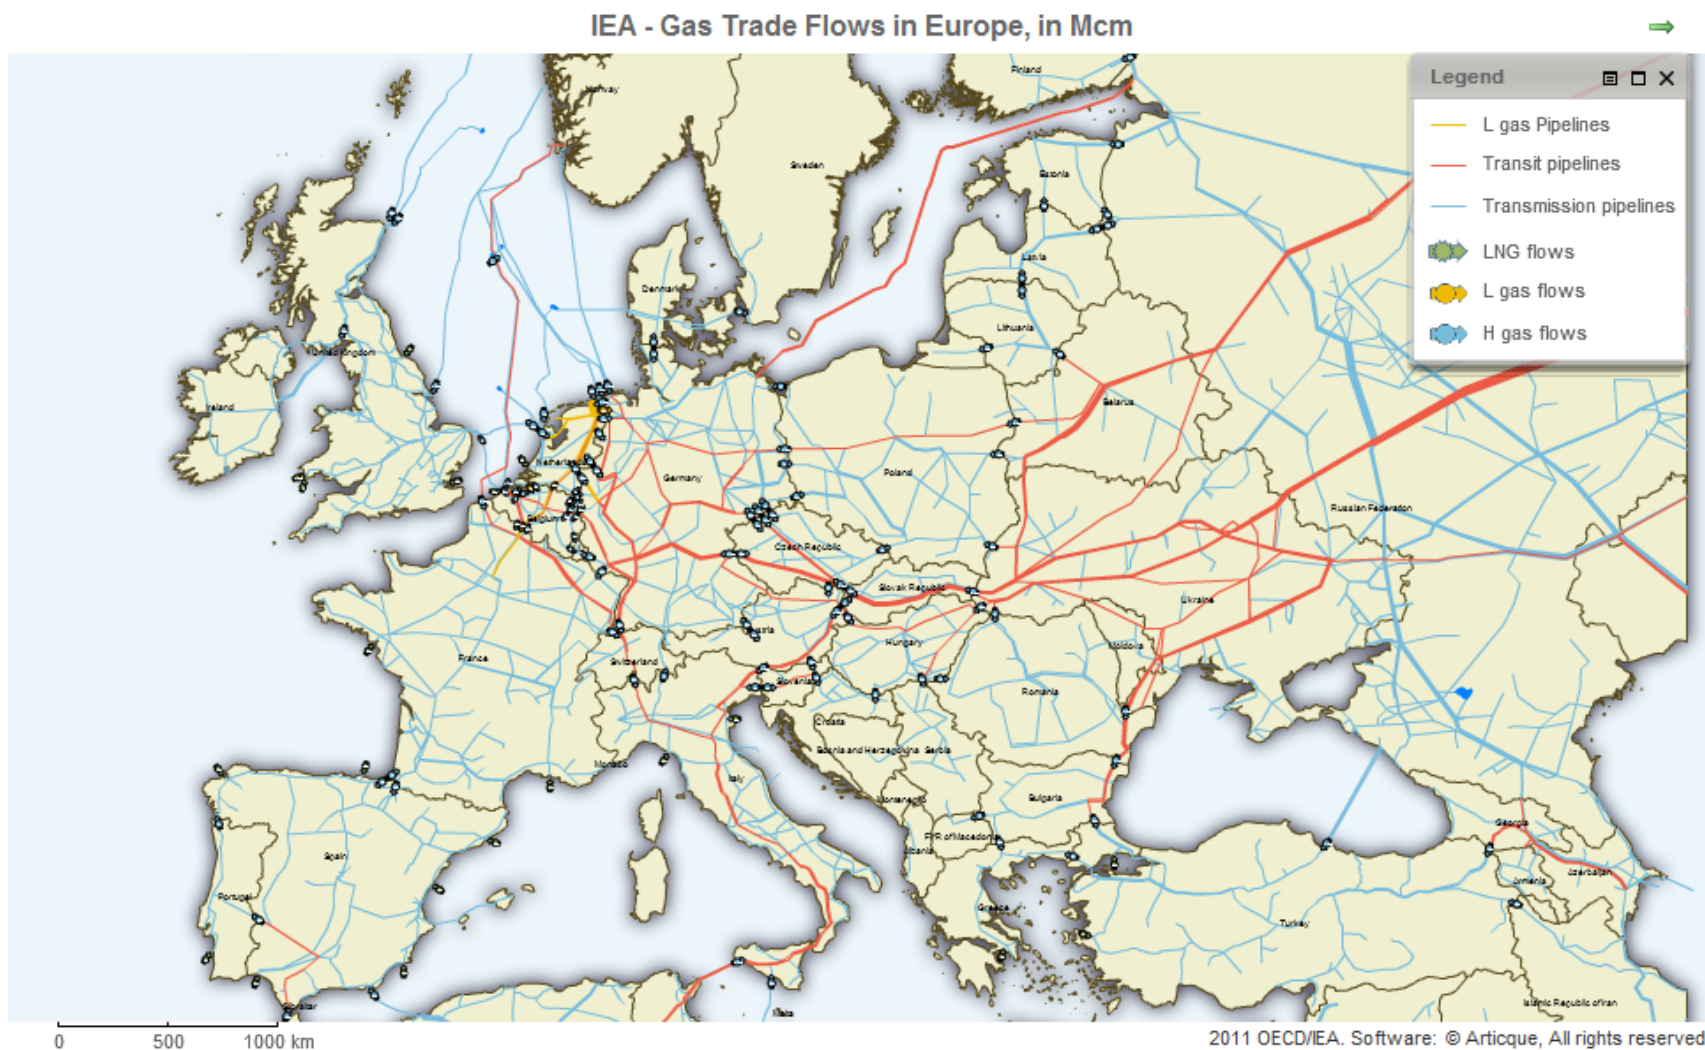 IEA - Gas Trade Flows in Europe, in Mcm
Legend
L gas Pipelines
Transit pipelines
Transmission pipelines
LNG flows
L gas flows
H gas flows
Finland
Norway
Sweden
Estonia
Latvia
Denmark
Lithuania
United Kingdom
Ireland
Belarus
Netherlands
Germany
Poland
Russian Federation
Belgium
Czech Republic
Slovak Republic
Ukraine
Austria
Hungary
Moldova
France
Switzerland
Slovenia
Romania
Croatia
Bosnia and Herzegovina
Serbia
Monaco
Italy
Montenegro
Bulgaria
Georgia
FYR of Macedonia
Albania
Spain
Azerbaijan
Armenia
Portugal
Greece
Turkey
Gibraltar
Malta
Islamic Republic of Iran
0 500 1000 km
2011 OECD/IEA. Software: © Articque, All rights reserved